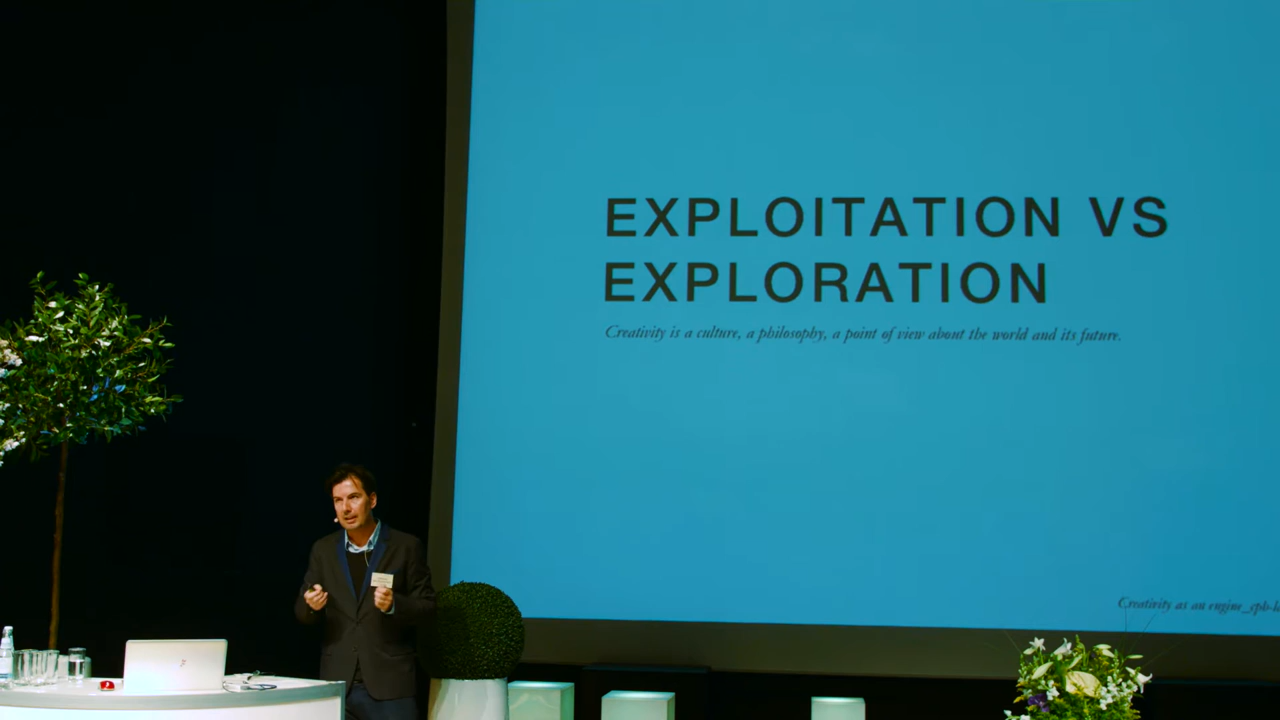 EXPLOITATION VS
EXPLORATION
Creativity is a culture, a philosophy, a point of view about the world and its future.
Creativity as an engine_cph-